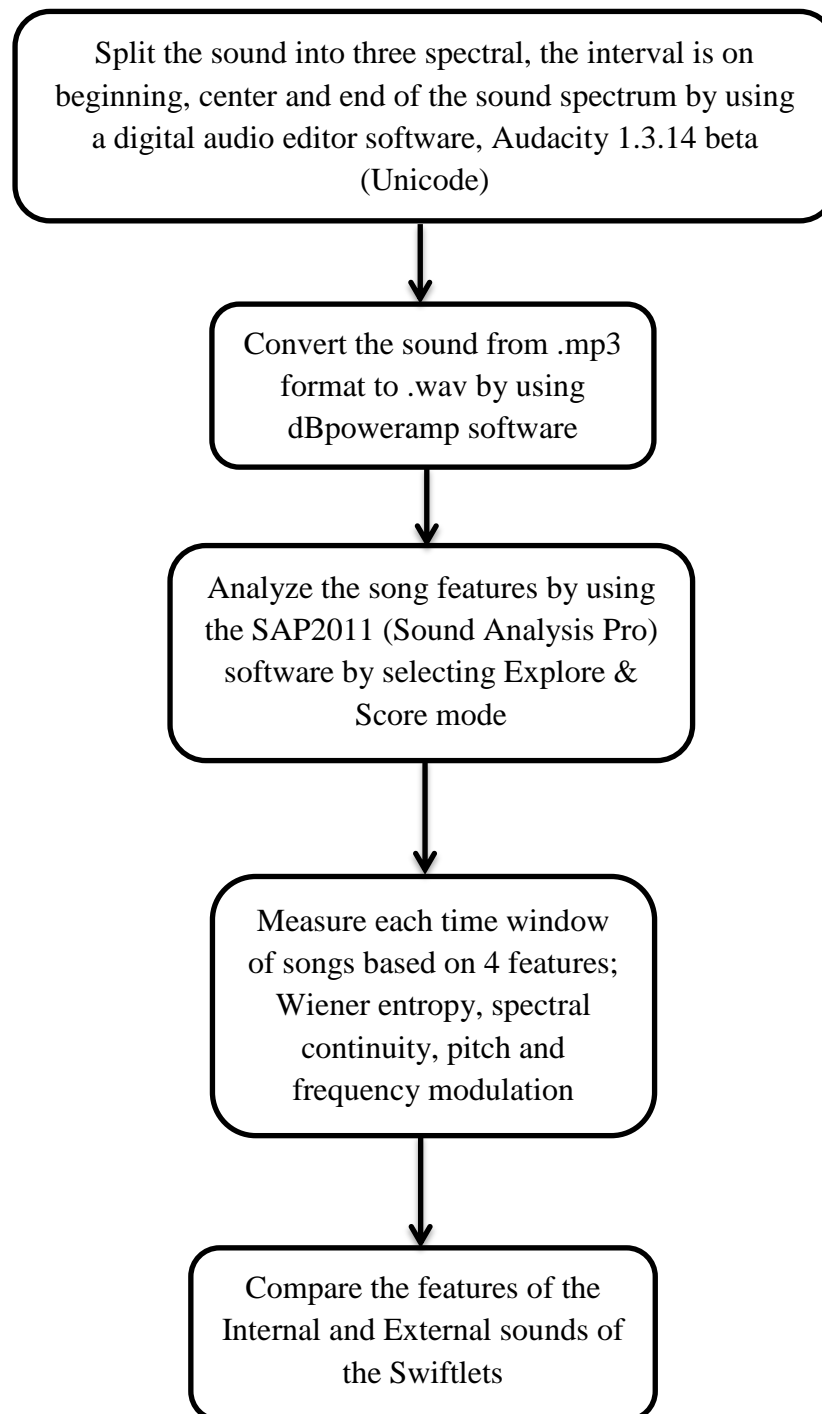 Split the sound into three spectral, the interval is on
beginning, center and end of the sound spectrum by using
a digital audio editor software, Audacity 1.3.14 beta
(Unicode)
Convert the sound from .mp3
format to .wav by using
dBpoweramp software
Analyze the song features by using
the SAP2011 (Sound Analysis Pro)
software by selecting Explore &
Score mode
Measure each time window
of songs based on 4 features;
Wiener entropy, spectral
continuity, pitch and
frequency modulation
Compare the features of the
Internal and External sounds of
the Swiftlets